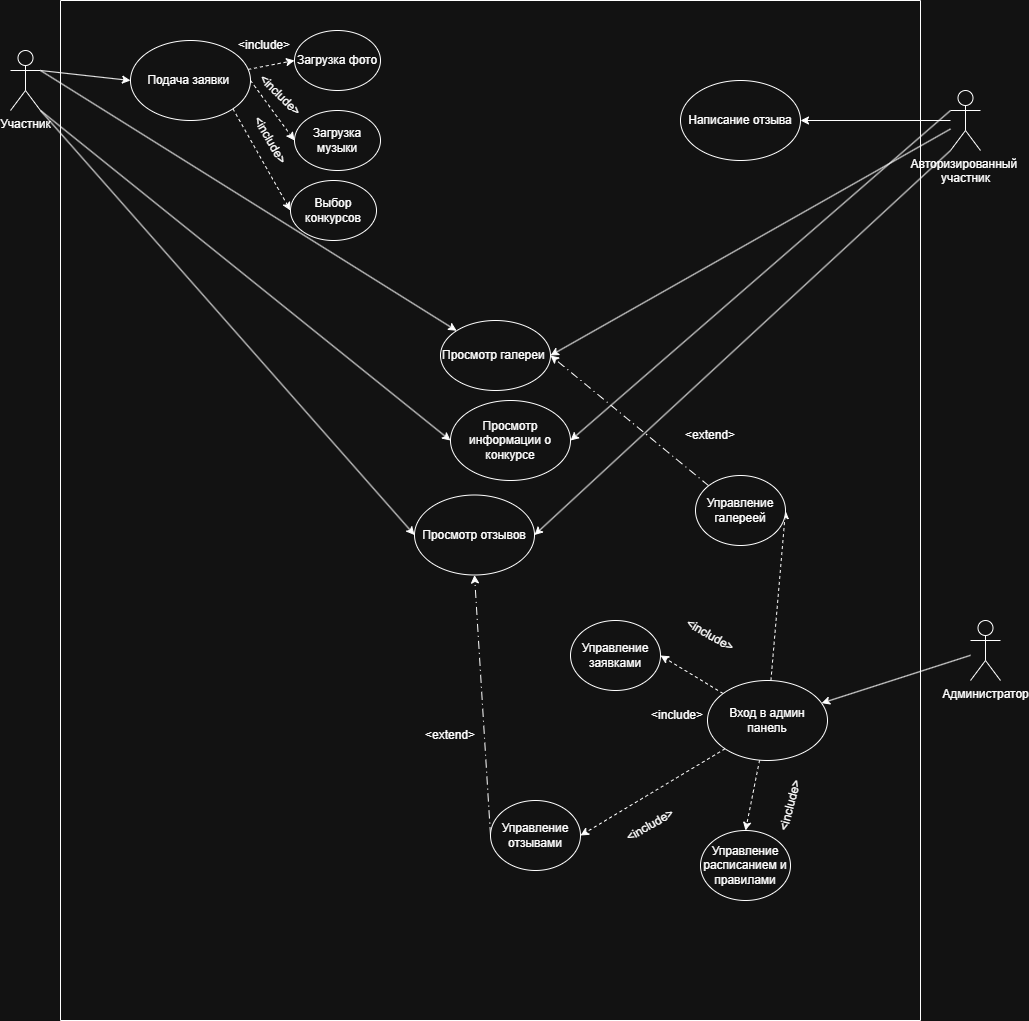 <include>
Загрузка фото
Подача заявки
<include>
Загрузка
музыки
<include>
Выбор
конкурсов
Участник
Написание отзыва
Авторизированный
участник
Просмотр галереи
Просмотр
информации о
конкурсе
<extend>
Управление
галереей
Просмотр отзывов
<include>
Управление
заявками
Администратор
<include>
Вход в админ
панель
<extend>
<include>
<include>
Управление
отзывами
Управление
расписанием и
правилами